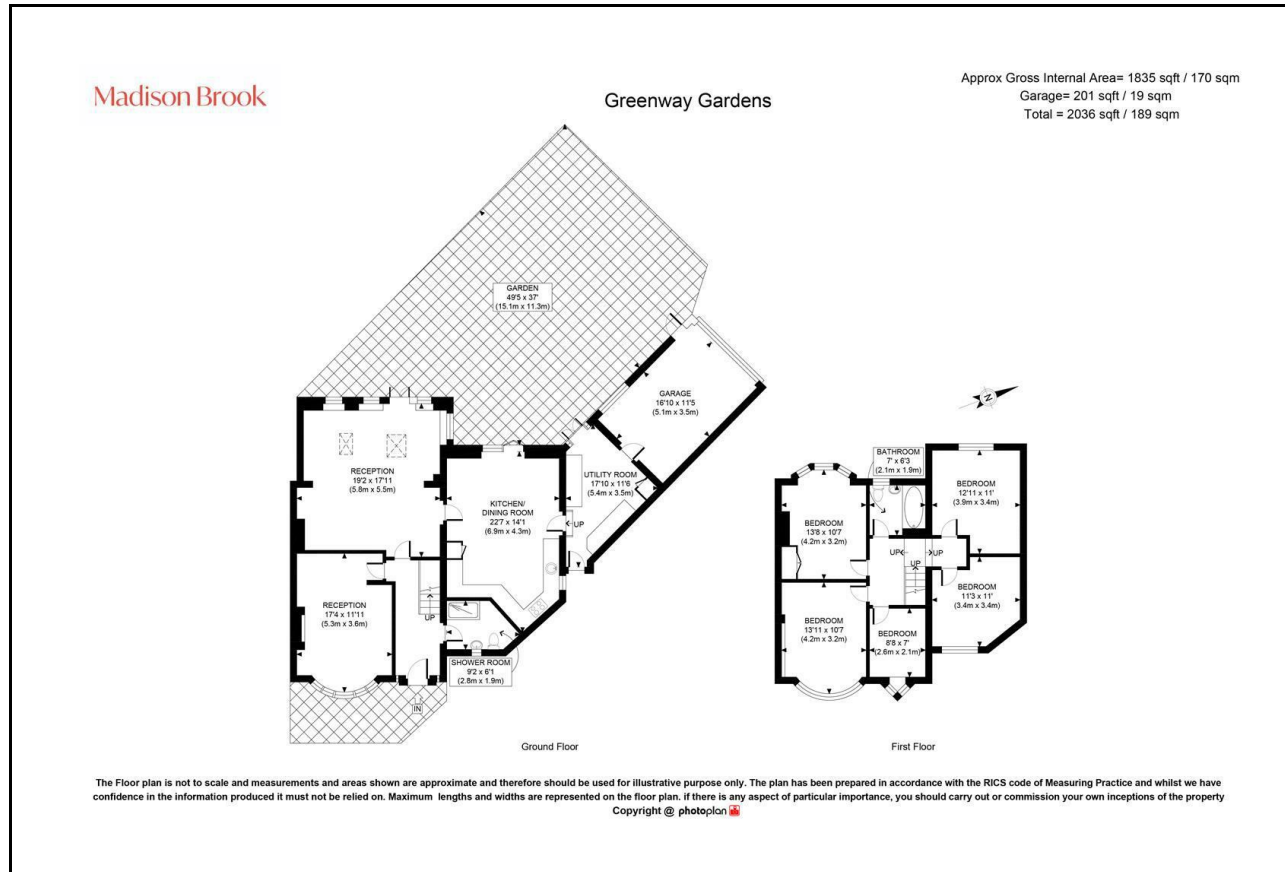 Madison Brook
Greenway Gardens
Approx Gross Internal Area= 1835 sqft / 170 sqm
Garage= 201 sqft / 19 sqm
Total = 2036 sqft / 189 sqm
GARDEN
49'5 x 37'
(15.1m x 11.3m)
GARAGE
16'10 x 11'5
(5.1m x 3.5m)
RECEPTION
19'2 x 17'11
(5.8m x 5.5m)
UTILITY ROOM
17'10 x 11'6
(5.4m x 3.5m)
KITCHEN/
DINING ROOM
22'7 x 14'1
(6.9m x 4.3m)
UP
RECEPTION
17'4 x 11'11
(5.3m x 3.6m)
UP
SHOWER ROOM
9'2 x 6'1
(2.8m x 1.9m)
IN
Ground Floor
N
BATHROOM
7' x 6'3
(2.1m x 1.9m)
BEDROOM
12'11 x 11'
(3.9m x 3.4m)
BEDROOM
13'8 x 10'7
(4.2m x 3.2m)
UP
UP
UP
BEDROOM
11'3 x 11'
(3.4m x 3.4m)
BEDROOM
13'11 x 10'7
(4.2m x 3.2m)
BEDROOM
8'8 x 7'
(2.6m x 2.1m)
First Floor
The Floor plan is not to scale and measurements and areas shown are approximate and therefore should be used for illustrative purpose only. The plan has been prepared in accordance with the RICS code of Measuring Practice and whilst we have
confidence in the information produced it must not be relied on. Maximum lengths and widths are represented on the floor plan. if there is any aspect of particular importance, you should carry out or commission your own inceptions of the property
Copyright @ photoplan